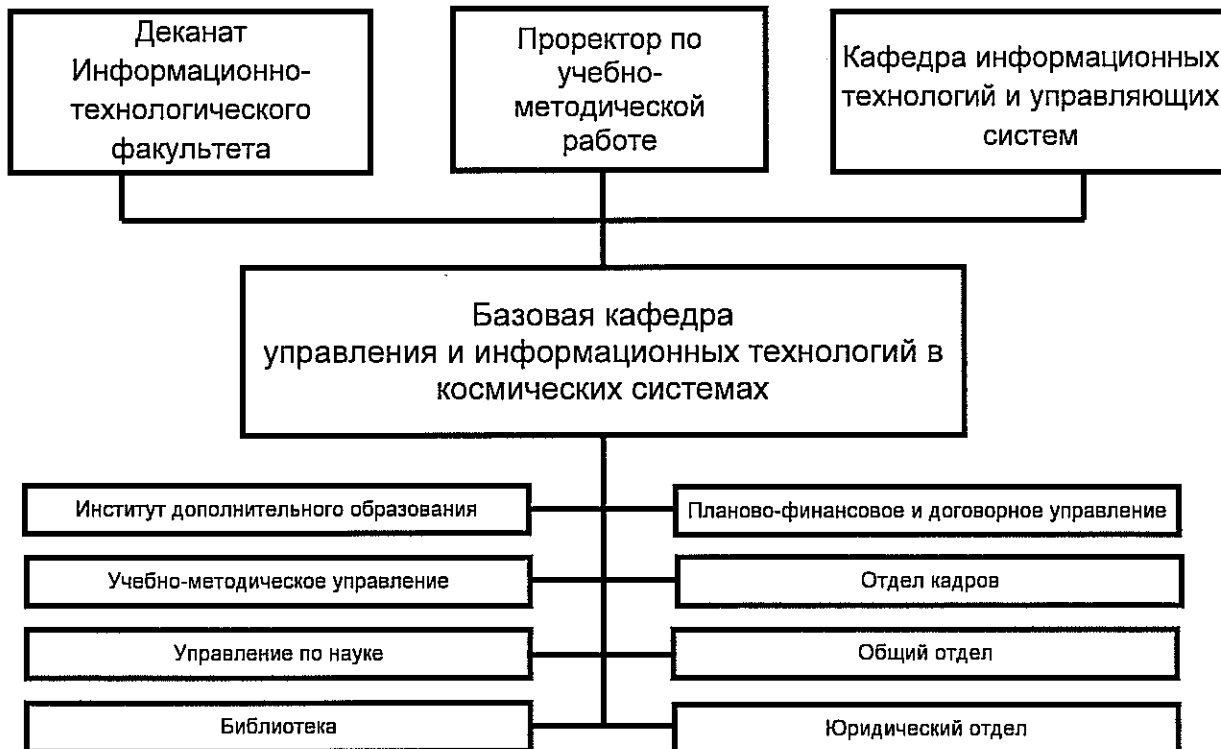 Деканат
Информационно-
технологического
факультета
Проректор по
учебно-
методической
работе
Кафедра информационных
технологий и управляющих
систем
Базовая кафедра
управления и информационных технологий в
космических системах
Институт дополнительного образования
Планово-финансовое и договорное управление
Учебно-методическое управление
Отдел кадров
Управление по науке
Общий отдел
Библиотека
Юридический отдел